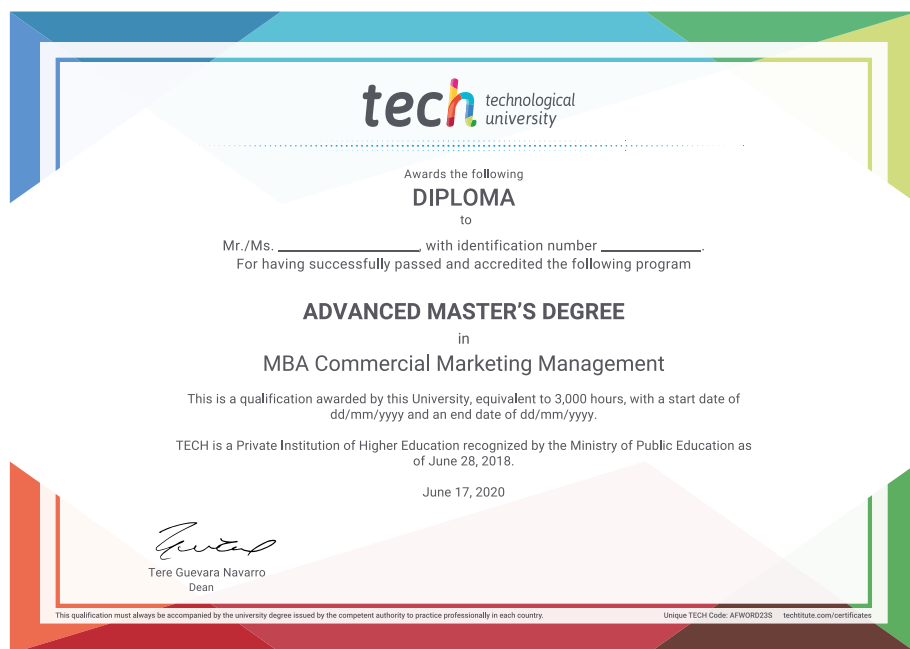 tech technological
university
Awards the following
DIPLOMA
to
Mr./Ms. ____________________, with identification number ______________.
For having successfully passed and accredited the following program
ADVANCED MASTER'S DEGREE
in
MBA Commercial Marketing Management
This is a qualification awarded by this University, equivalent to 3,000 hours, with a start date of
dd/mm/yyyy and an end date of dd/mm/yyyy.
TECH is a Private Institution of Higher Education recognized by the Ministry of Public Education as
of June 28, 2018.
June 17, 2020
Tere Guevara Navarro
Dean
This qualification must always be accompanied by the university degree issued by the competent authority to practice professionally in each country.
Unique TECH Code: AFWORD23S techtitute.com/certificates